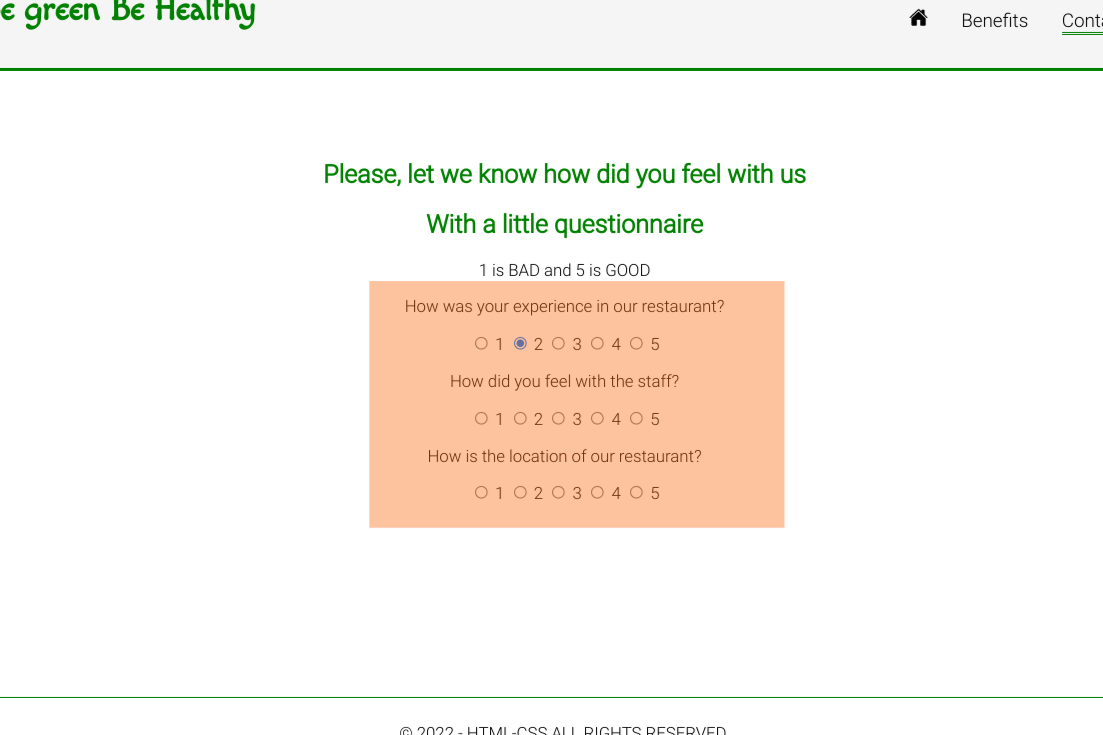 green Be Healthy
Benefits
1 is BAD and 5 is GOOD
Please, let we know how did you feel with us
With a little questionnaire
How was your experience in our restaurant?
1 2 3 4 5
How did you feel with the staff?
1 2 3 4 5
How is the location of our restaurant?
1 2 3 4 5
© 2022 - HTML-CSS ALL RIGHTS RESERVED